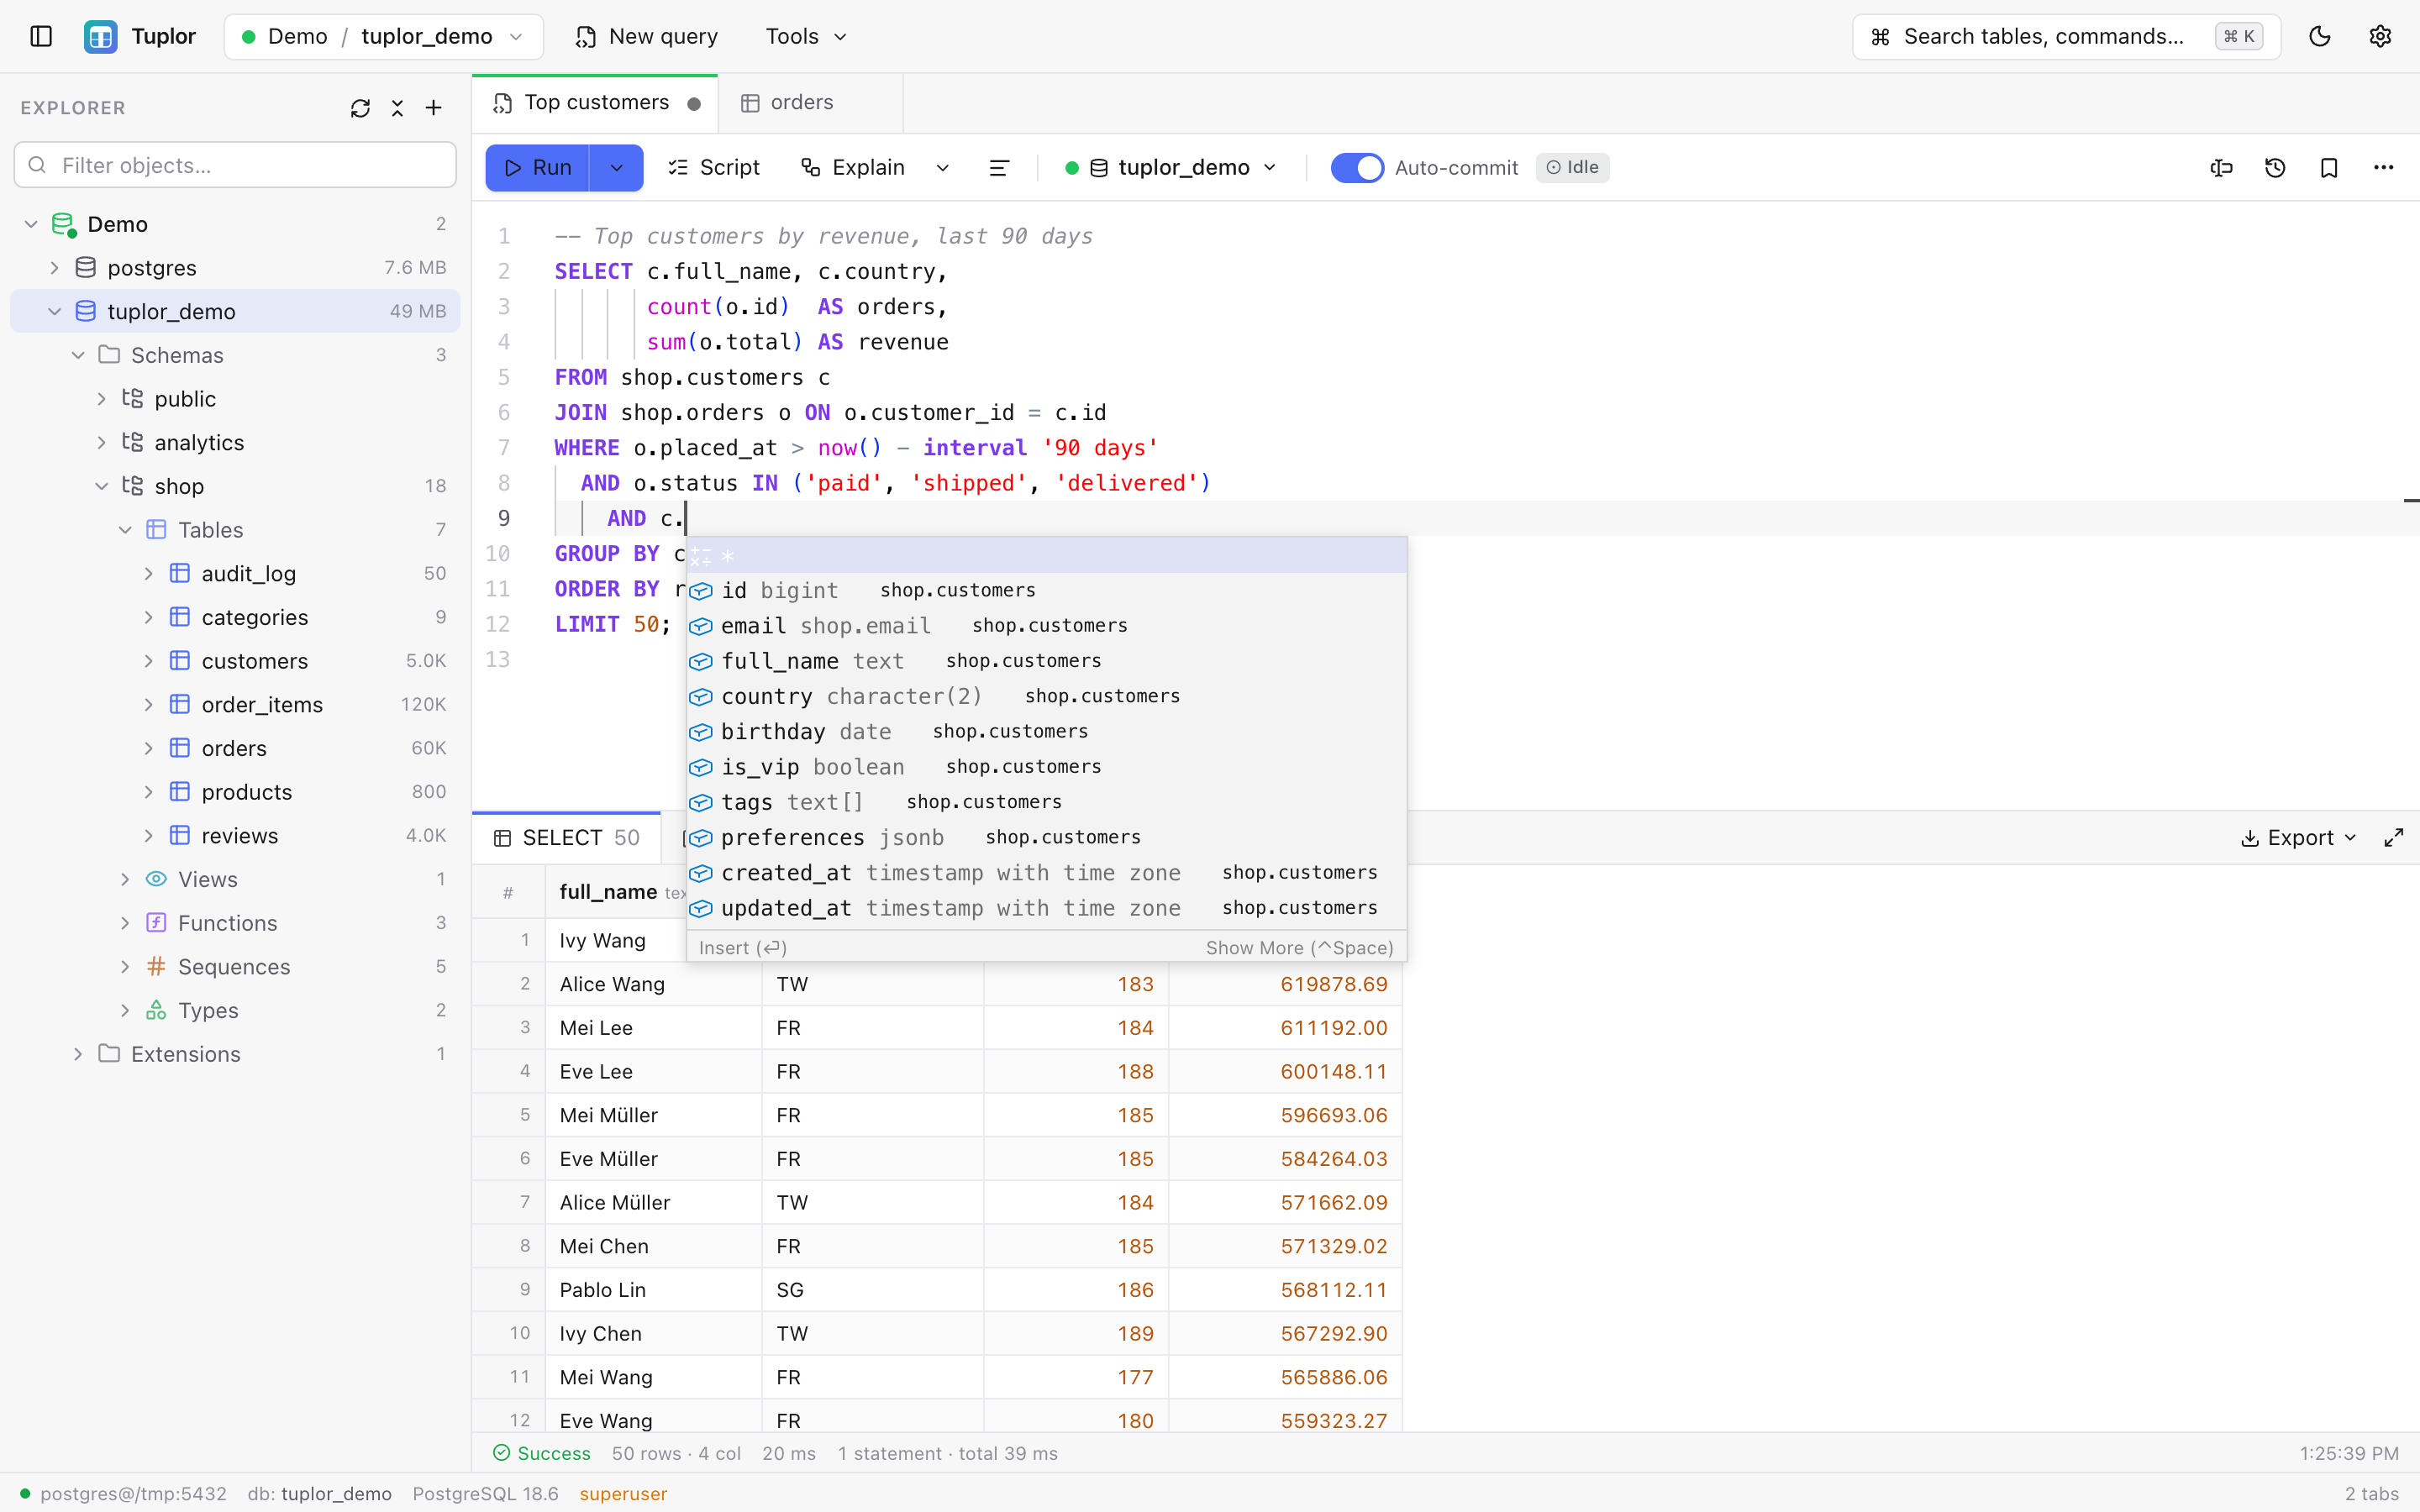 Tuplor Demo / tuplor_demo New query Tools Search tables, commands... ⌘ K
EXPLORER
Filter objects...
Demo 2
postgres 7.6 MB
tuplor_demo 49 MB
Schemas 3
public
analytics
shop 18
Tables 7
audit_log 50
categories 9
customers 5.0K
order_items 120K
orders 60K
products 800
reviews 4.0K
Views 1
Functions 3
Sequences 5
Types 2
Extensions 1
Top customers orders
Run Script Explain tuplor_demo Auto-commit Idle
1 -- Top customers by revenue, last 90 days
2 SELECT c.full_name, c.country,
3 count(o.id) AS orders,
4 sum(o.total) AS revenue
5 FROM shop.customers c
6 JOIN shop.orders o ON o.customer_id = c.id
7 WHERE o.placed_at > now() - interval '90 days'
8 AND o.status IN ('paid', 'shipped', 'delivered')
9 AND c.
10 GROUP BY c
11 ORDER BY r
12 LIMIT 50;
13
*
id bigint shop.customers
email shop.email shop.customers
full_name text shop.customers
country character(2) shop.customers
birthday date shop.customers
is_vip boolean shop.customers
tags text[] shop.customers
preferences jsonb shop.customers
created_at timestamp with time zone shop.customers
updated_at timestamp with time zone shop.customers
Insert (⏎) Show More (^Space)
SELECT 50 Export
# full_name
1 Ivy Wang
2 Alice Wang TW 183 619878.69
3 Mei Lee FR 184 611192.00
4 Eve Lee FR 188 600148.11
5 Mei Müller FR 185 596693.06
6 Eve Müller FR 185 584264.03
7 Alice Müller TW 184 571662.09
8 Mei Chen FR 185 571329.02
9 Pablo Lin SG 186 568112.11
10 Ivy Chen TW 189 567292.90
11 Mei Wang FR 177 565886.06
12 Eve Wang FR 180 559323.27
Success 50 rows · 4 col 20 ms 1 statement · total 39 ms 1:25:39 PM
postgres@/tmp:5432 db: tuplor_demo PostgreSQL 18.6 superuser 2 tabs